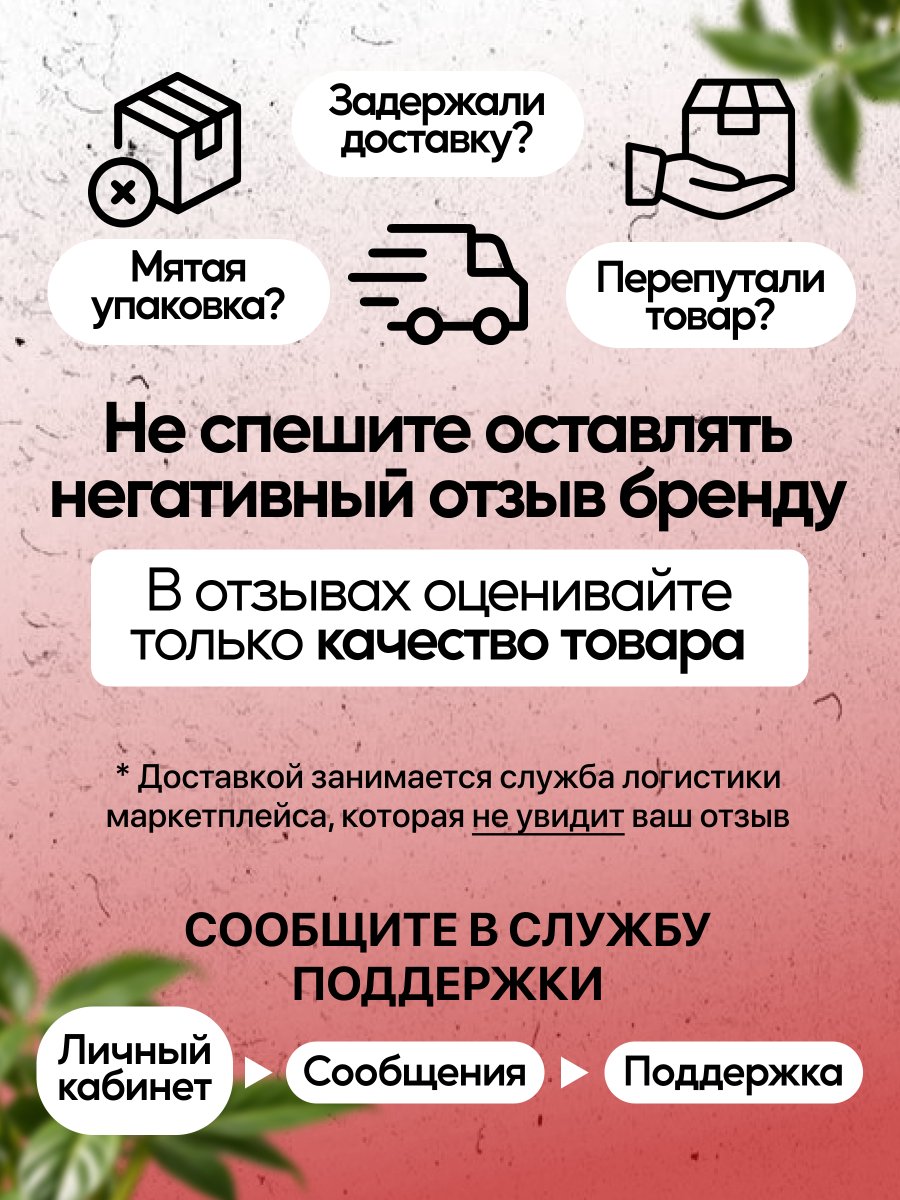 Задержали
доставку?
Мятая
упаковка?
Перепутали
товар?
Не спешите оставлять
негативный отзыв бренду
В отзывах оценивайте
только качество товара
* Доставкой занимается служба логистики
маркетплейса, которая не увидит ваш отзыв
СООБЩИТЕ В СЛУЖБУ
ПОДДЕРЖКИ
Личный
кабинет
Сообщения
Поддержка